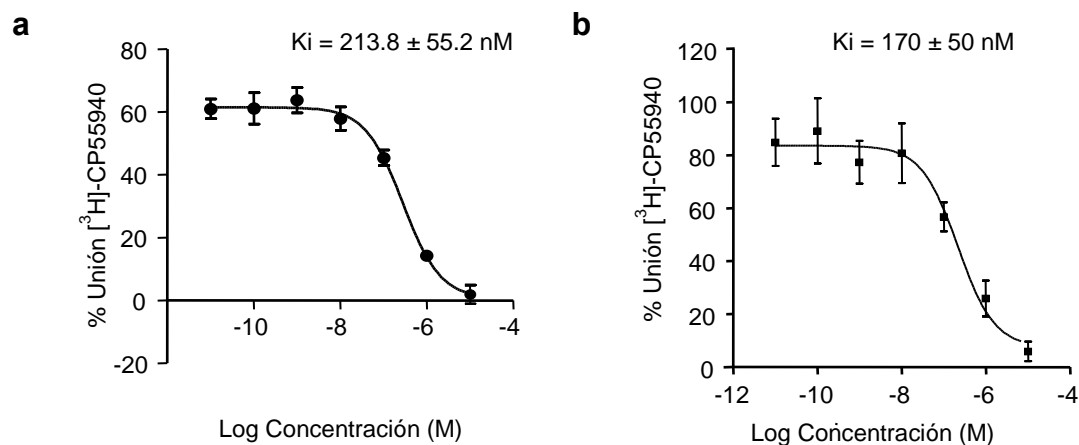 a
Ki = 213.8 ± 55.2 nM
% Unión [³H]-CP55940
80
60
40
20
0
-20
-10
-8
-6
-4
Log Concentración (M)
b
Ki = 170 ± 50 nM
% Unión [³H]-CP55940
120
100
80
60
40
20
0
-12
-10
-8
-6
-4
Log Concentración (M)